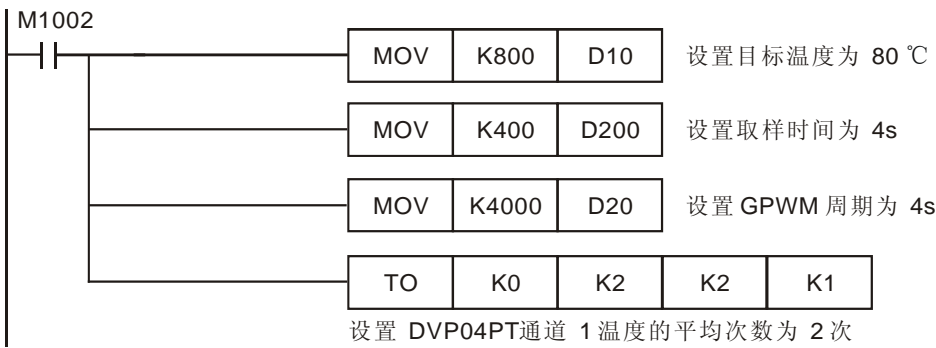 M1002
MOV K800 D10 设置目标温度为 80 ℃
MOV K400 D200 设置取样时间为 4s
MOV K4000 D20 设置 GPWM 周期为 4s
TO K0 K2 K2 K1
设置 DVP04PT通道 1温度的平均次数为 2次